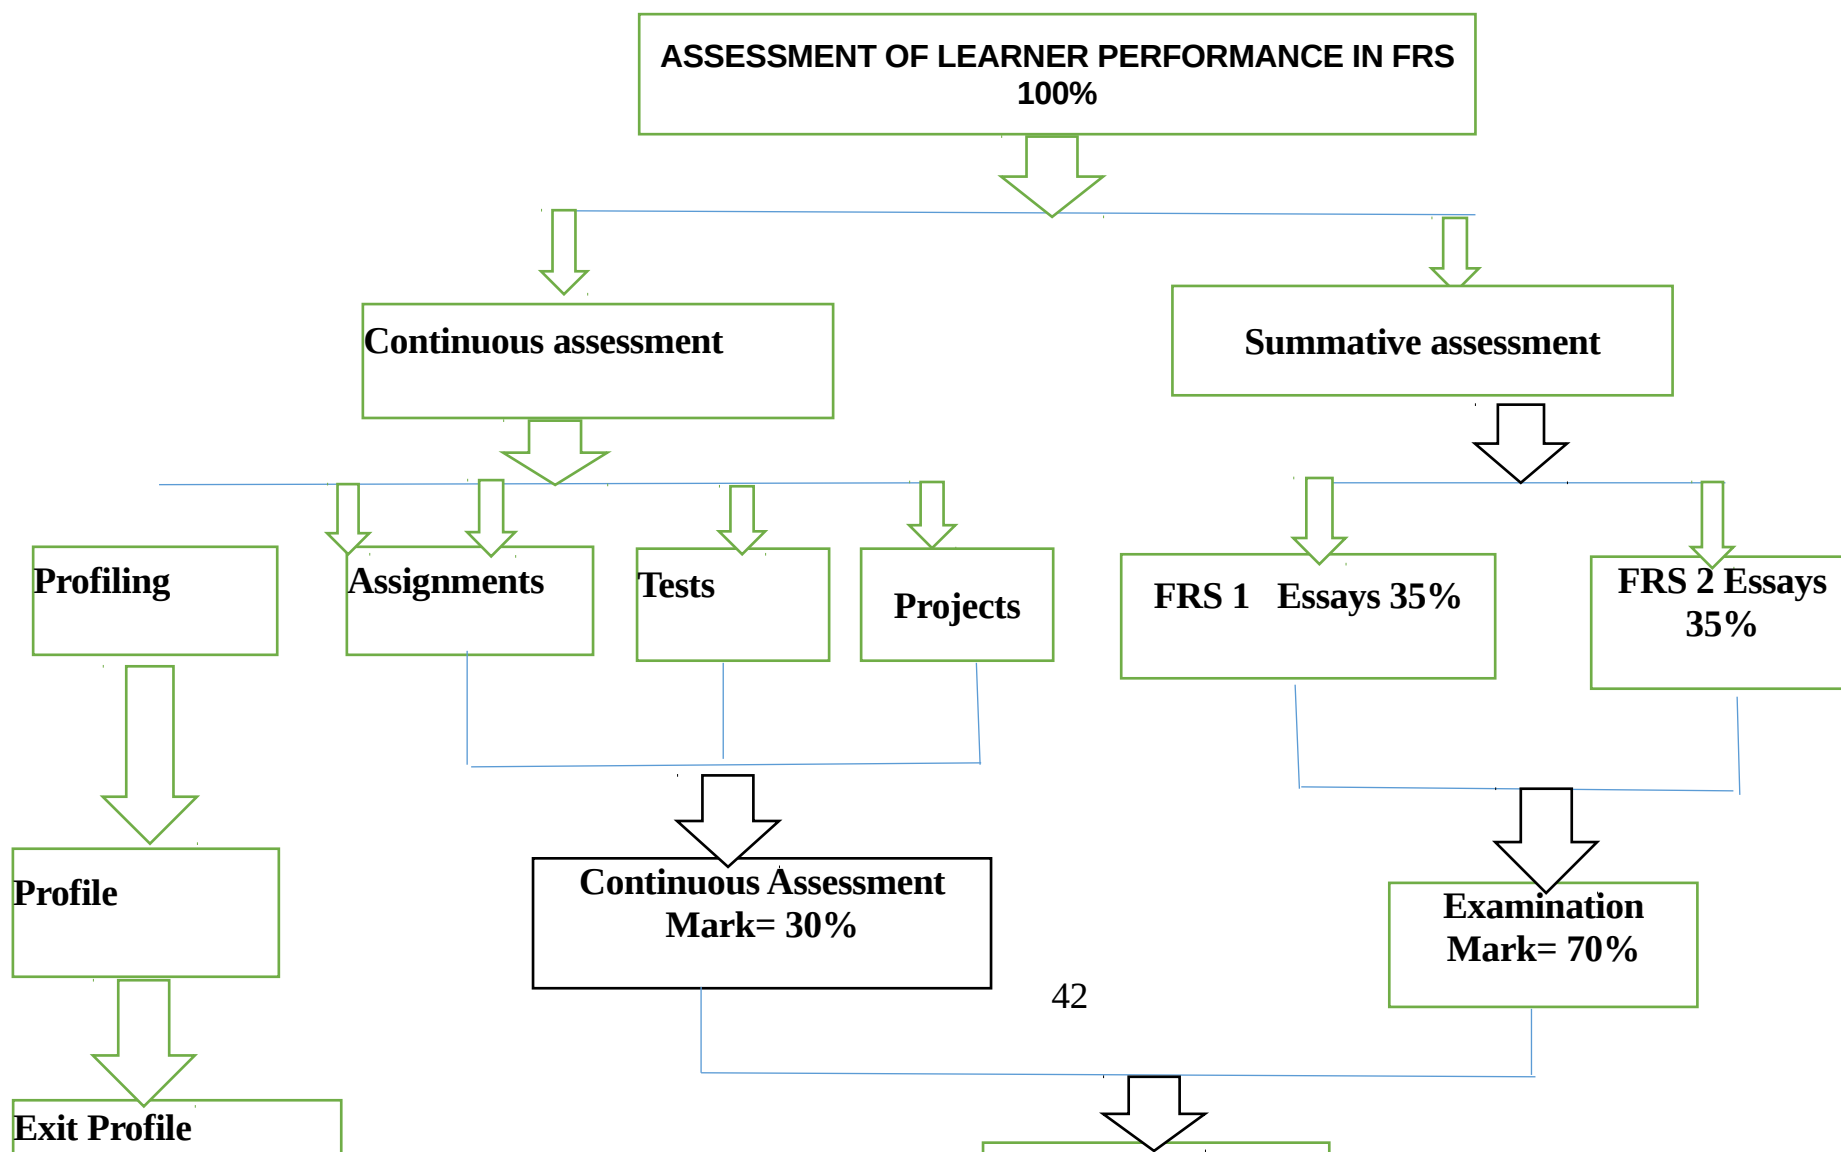 ASSESSMENT OF LEARNER PERFORMANCE IN FRS
100%
Continuous assessment
Summative assessment
Profiling
Assignments
Tests
Projects
FRS 1 Essays 35%
FRS 2 Essays
35%
Profile
Continuous Assessment
Mark= 30%
Examination
Mark= 70%
42
Exit Profile